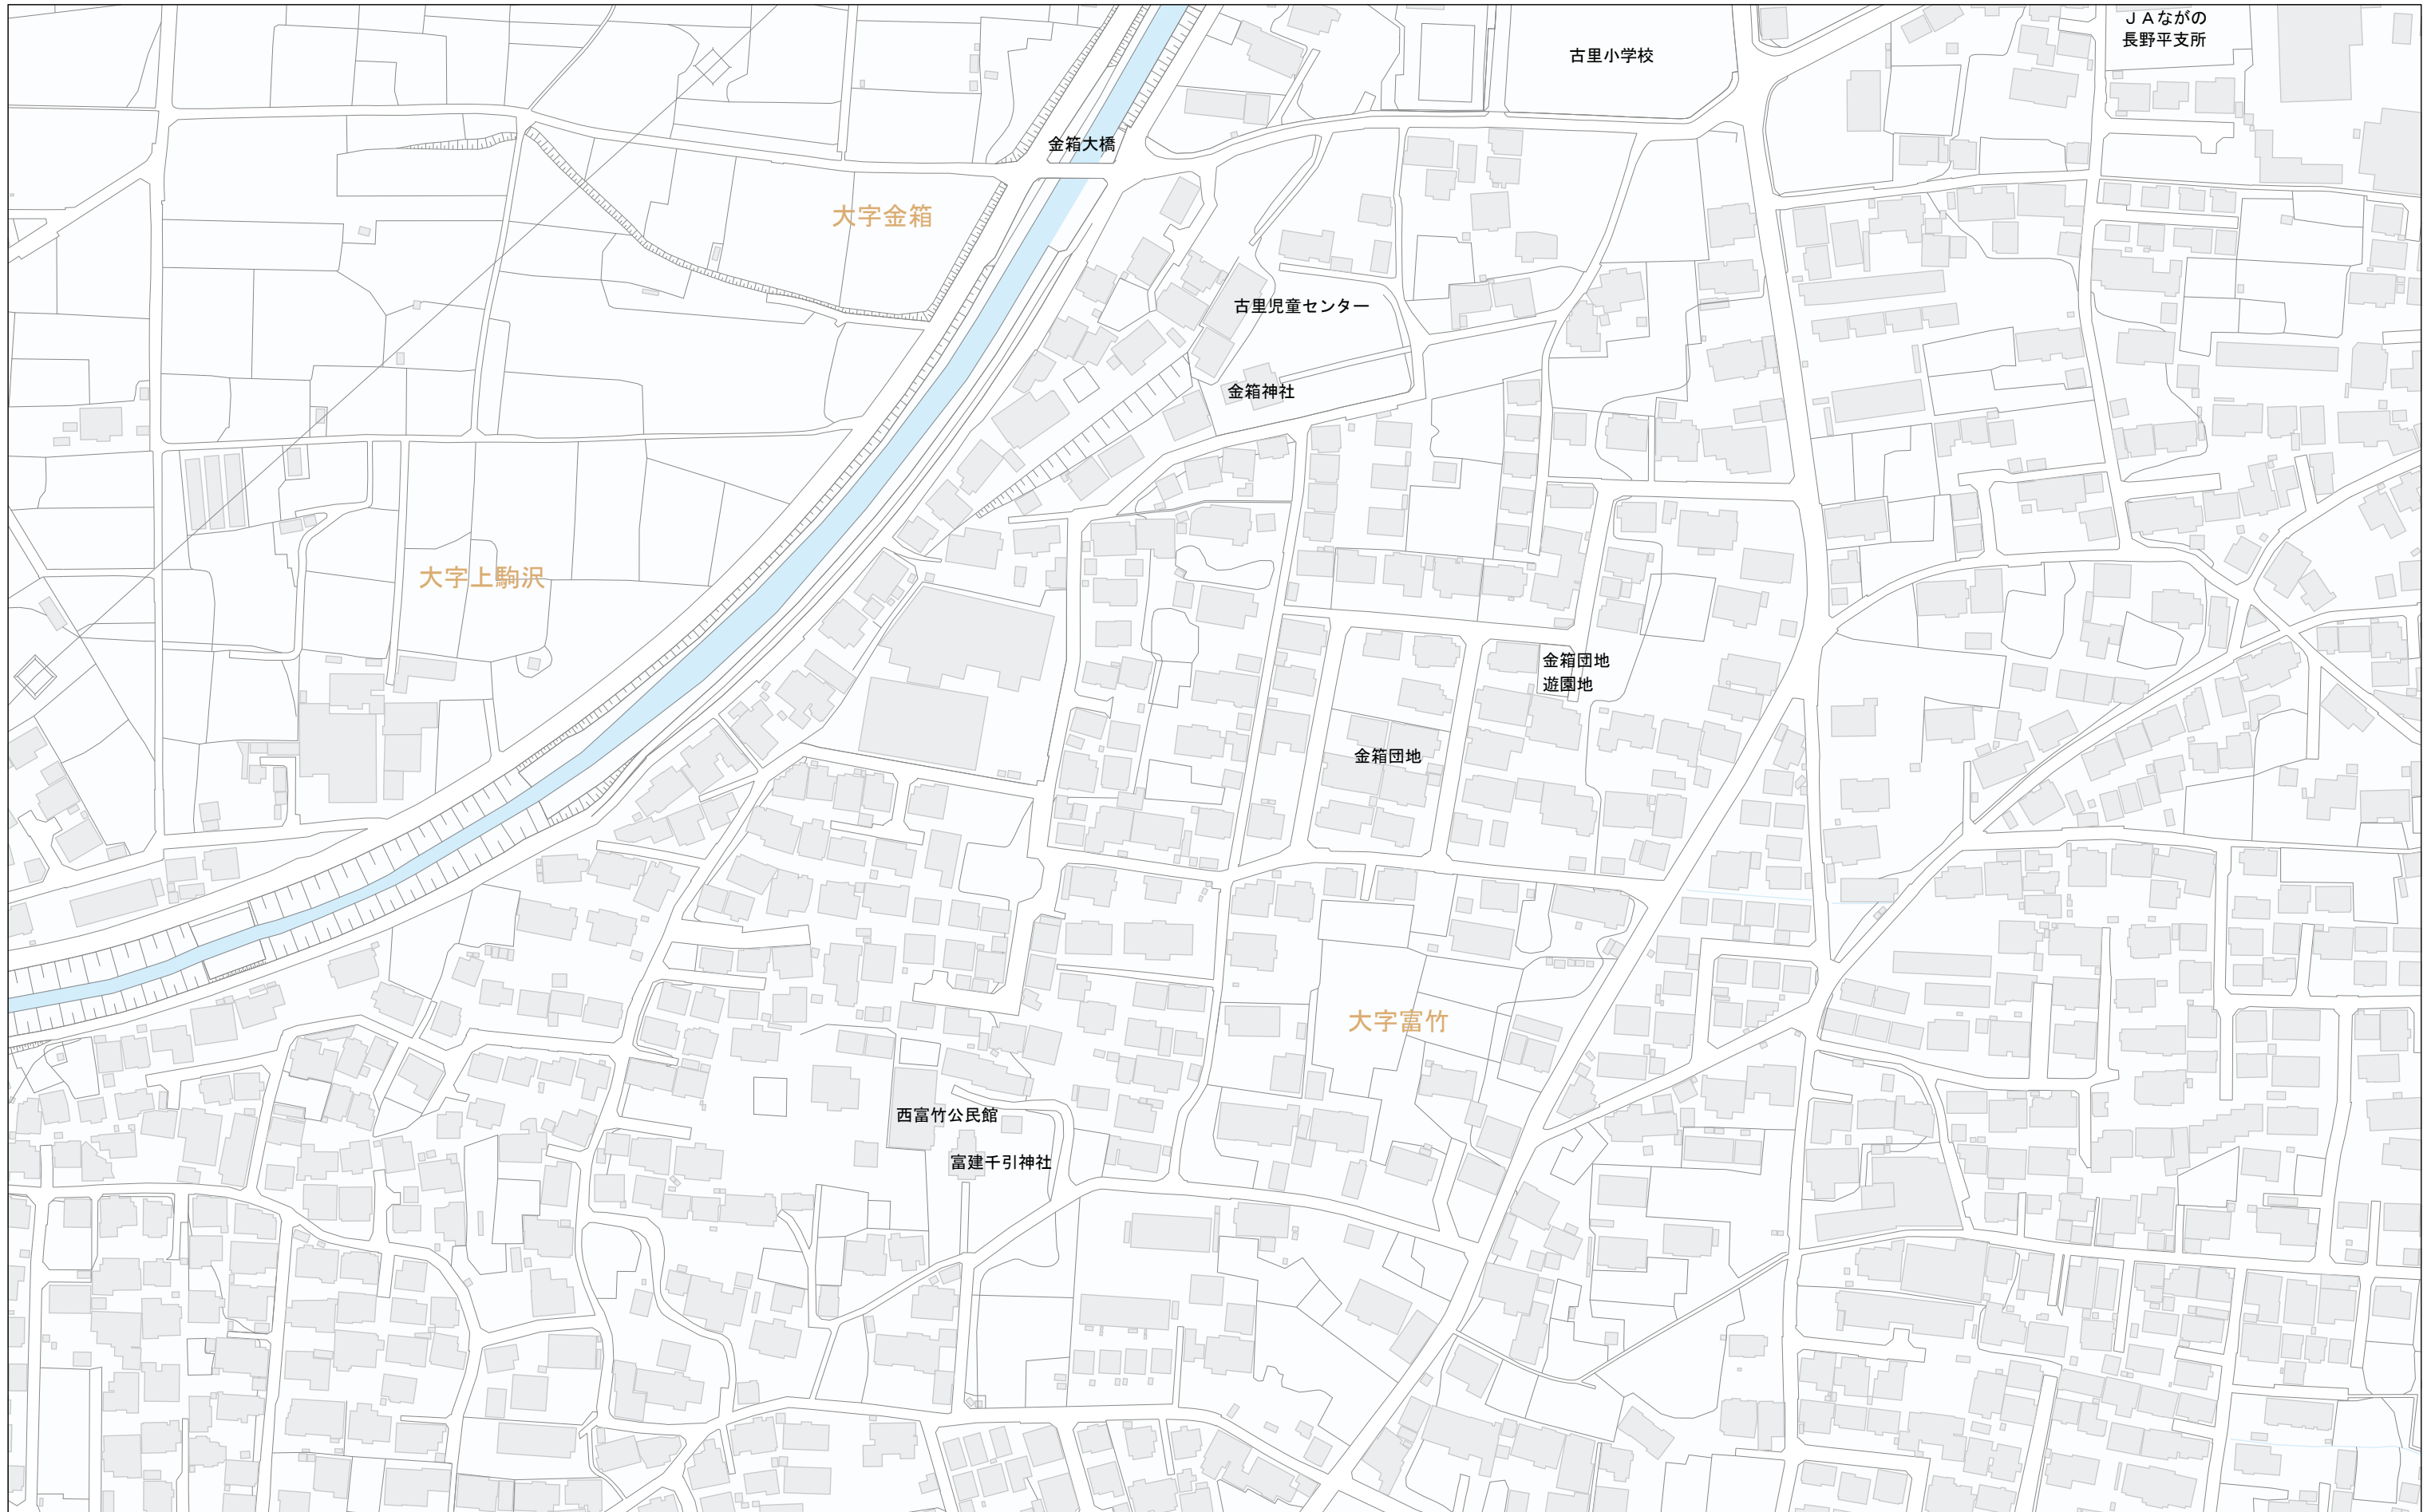 ＪＡながの
長野平支所
古里小学校
金箱大橋
大字金箱
古里児童センター
金箱神社
大字上駒沢
金箱団地
遊園地
金箱団地
大字富竹
西富竹公民館
富建千引神社